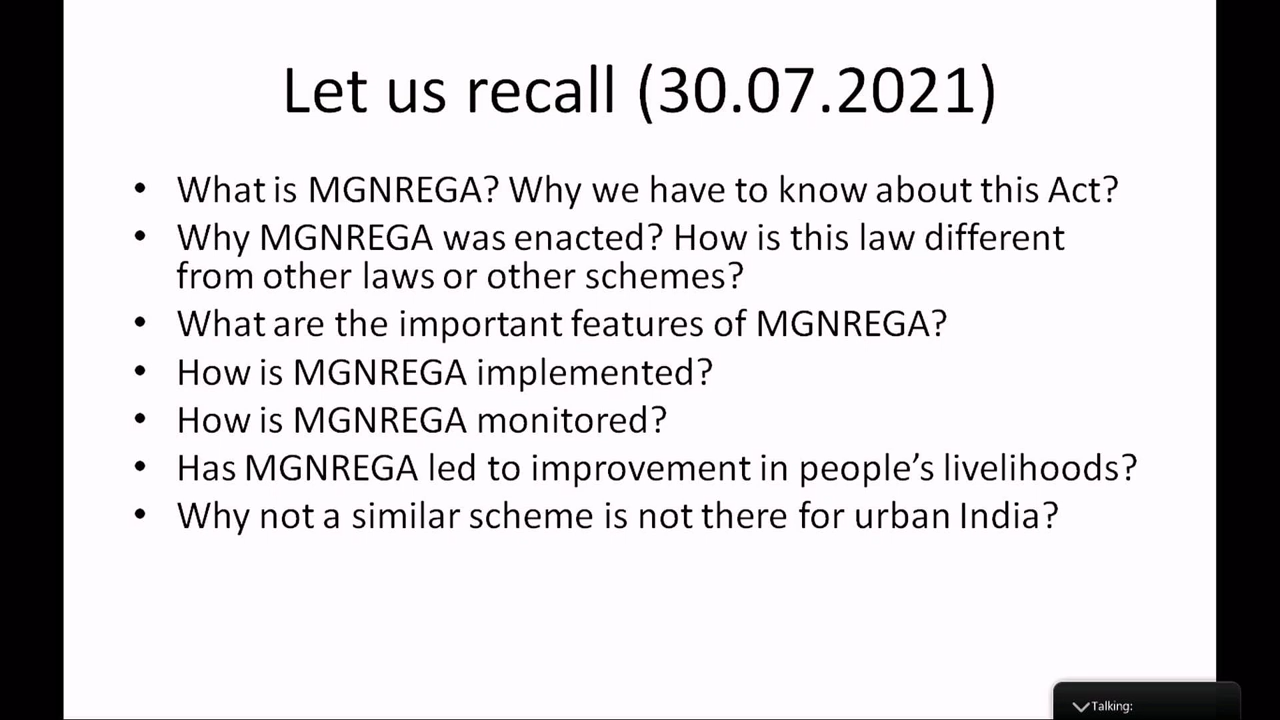 Let us recall (30.07.2021)
• What is MGNREGA? Why we have to know about this Act?
• Why MGNREGA was enacted? How is this law different
from other laws or other schemes?
• What are the important features of MGNREGA?
• How is MGNREGA implemented?
• How is MGNREGA monitored?
• Has MGNREGA led to improvement in people’s livelihoods?
• Why not a similar scheme is not there for urban India?
Talking: